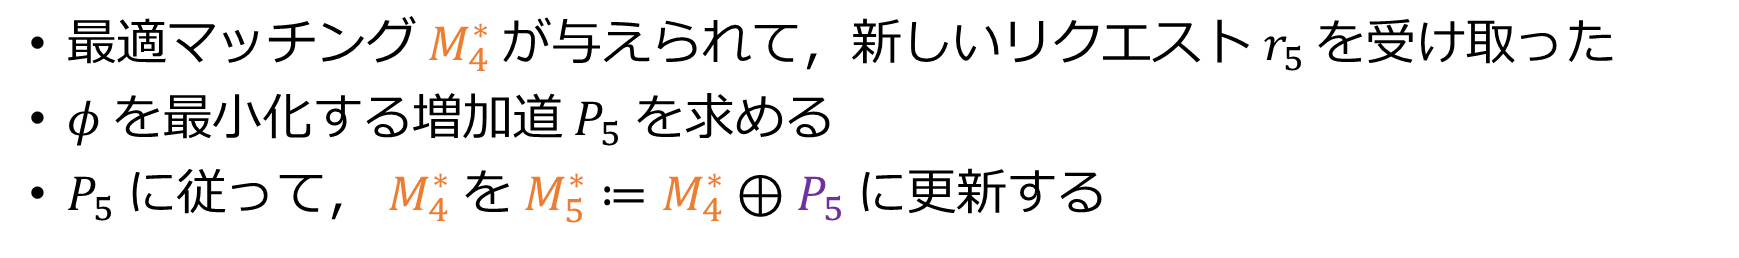 • 最適マッチング M₄* が与えられて，新しいリクエスト r₅ を受け取った
• ϕ を最小化する増加道 P₅ を求める
• P₅ に従って， M₄* を M₅* ≔ M₄* ⊕ P₅ に更新する